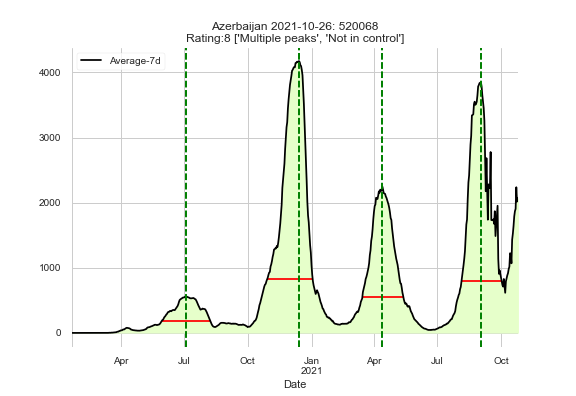 Azerbaijan 2021-10-26: 520068
Rating:8 ['Multiple peaks', 'Not in control']
Average-7d
4000
3000
2000
1000
0
Apr
Jul
Oct
Jan
2021
Apr
Jul
Oct
Date